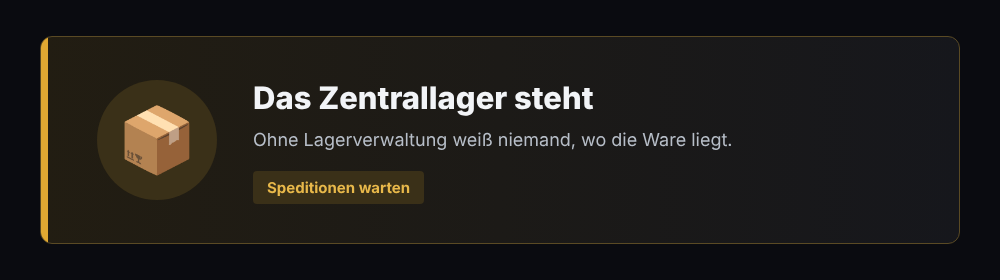 Das Zentrallager steht
Ohne Lagerverwaltung weiß niemand, wo die Ware liegt.
Speditionen warten